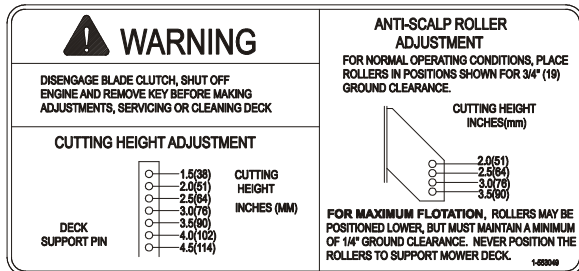 WARNING
DISENGAGE BLADE CLUTCH, SHUT OFF
ENGINE AND REMOVE KEY BEFORE MAKING
ADJUSTMENTS, SERVICING OR CLEANING DECK
CUTTING HEIGHT ADJUSTMENT
1.5(38)
2.0(51)
2.5(64)
3.0(76)
3.5(90)
4.0(102)
4.5(114)
CUTTING
HEIGHT
INCHES (MM)
DECK
SUPPORT PIN
ANTI-SCALP ROLLER
ADJUSTMENT
FOR NORMAL OPERATING CONDITIONS, PLACE
ROLLERS IN POSITIONS SHOWN FOR 3/4" (19)
GROUND CLEARANCE.
CUTTING HEIGHT
INCHES(mm)
2.0(51)
2.5(64)
3.0(76)
3.5(90)
FOR MAXIMUM FLOTATION, ROLLERS MAY BE
POSITIONED LOWER, BUT MUST MAINTAIN A MINIMUM
OF 1/4" GROUND CLEARANCE. NEVER POSITION THE
ROLLERS TO SUPPORT MOWER DECK.
1-553049